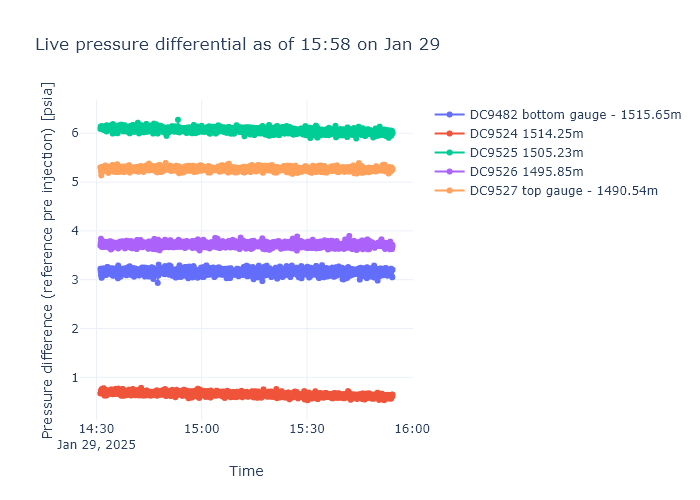 Live pressure differential as of 15:58 on Jan 29
Pressure difference (reference pre injection) [psia]
6
5
4
3
2
1
14:30
15:00
15:30
16:00
Jan 29, 2025
Time
DC9482 bottom gauge - 1515.65m
DC9524 1514.25m
DC9525 1505.23m
DC9526 1495.85m
DC9527 top gauge - 1490.54m